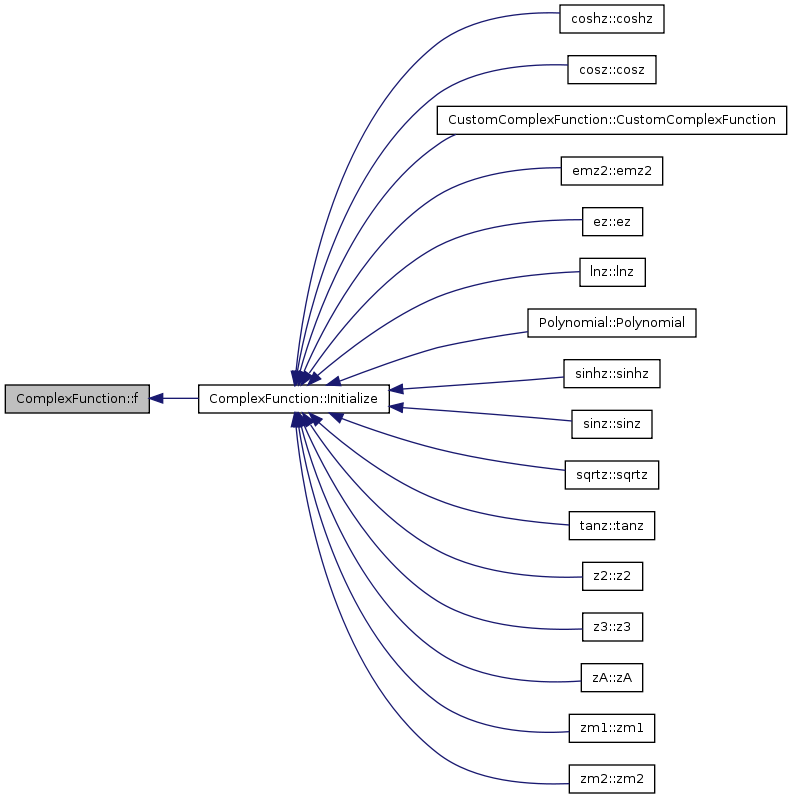 coshz::coshz
cosz::cosz
CustomComplexFunction::CustomComplexFunction
emz2::emz2
ez::ez
lnz::lnz
Polynomial::Polynomial
sinhz::sinhz
ComplexFunction::f
ComplexFunction::Initialize
sinz::sinz
sqrtz::sqrtz
tanz::tanz
z2::z2
z3::z3
zA::zA
zm1::zm1
zm2::zm2